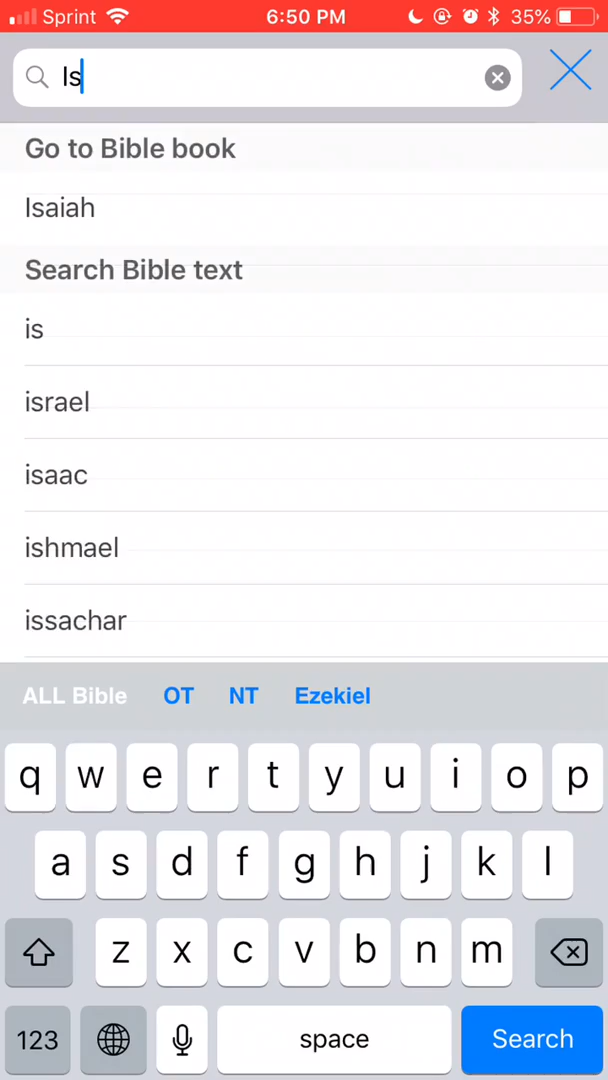 Sprint 6:50 PM 35%
Is
Go to Bible book
Isaiah
Search Bible text
is
israel
isaac
ishmael
issachar
ALL Bible OT NT Ezekiel
q w e r t y u i o p
a s d f g h j k l
z x c v b n m
123 space Search